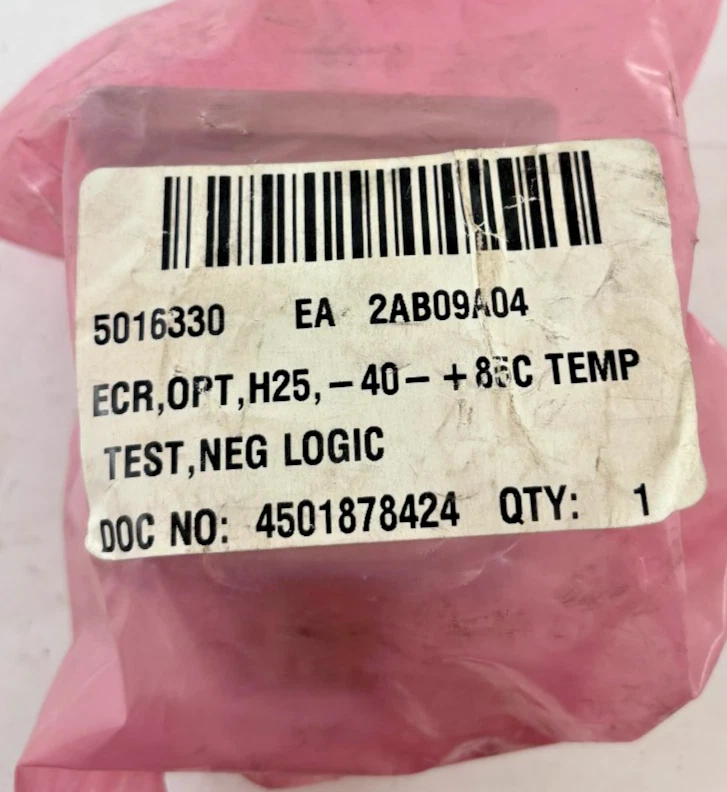 5016330 EA 2AB09A04
ECR,OPT,H25,-40-+85C TEMP
TEST,NEG LOGIC
DOC NO: 4501878424 QTY: 1